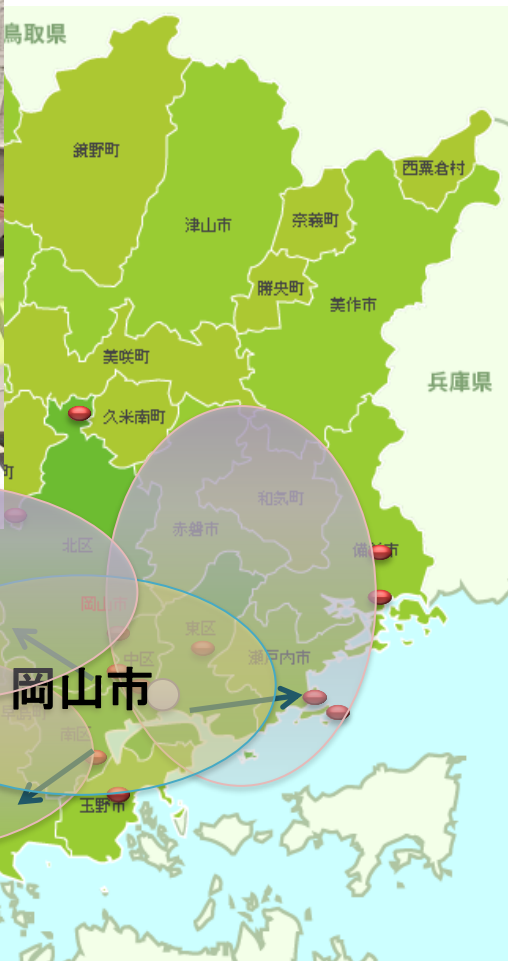 鳥取県
鏡野町
西粟倉村
津山市
奈義町
勝央町
美作市
美咲町
兵庫県
久米南町
町
和気町
赤磐市
北区
備前市
岡山市
東区
中区
瀬戸内市
岡山市
南区
玉野市